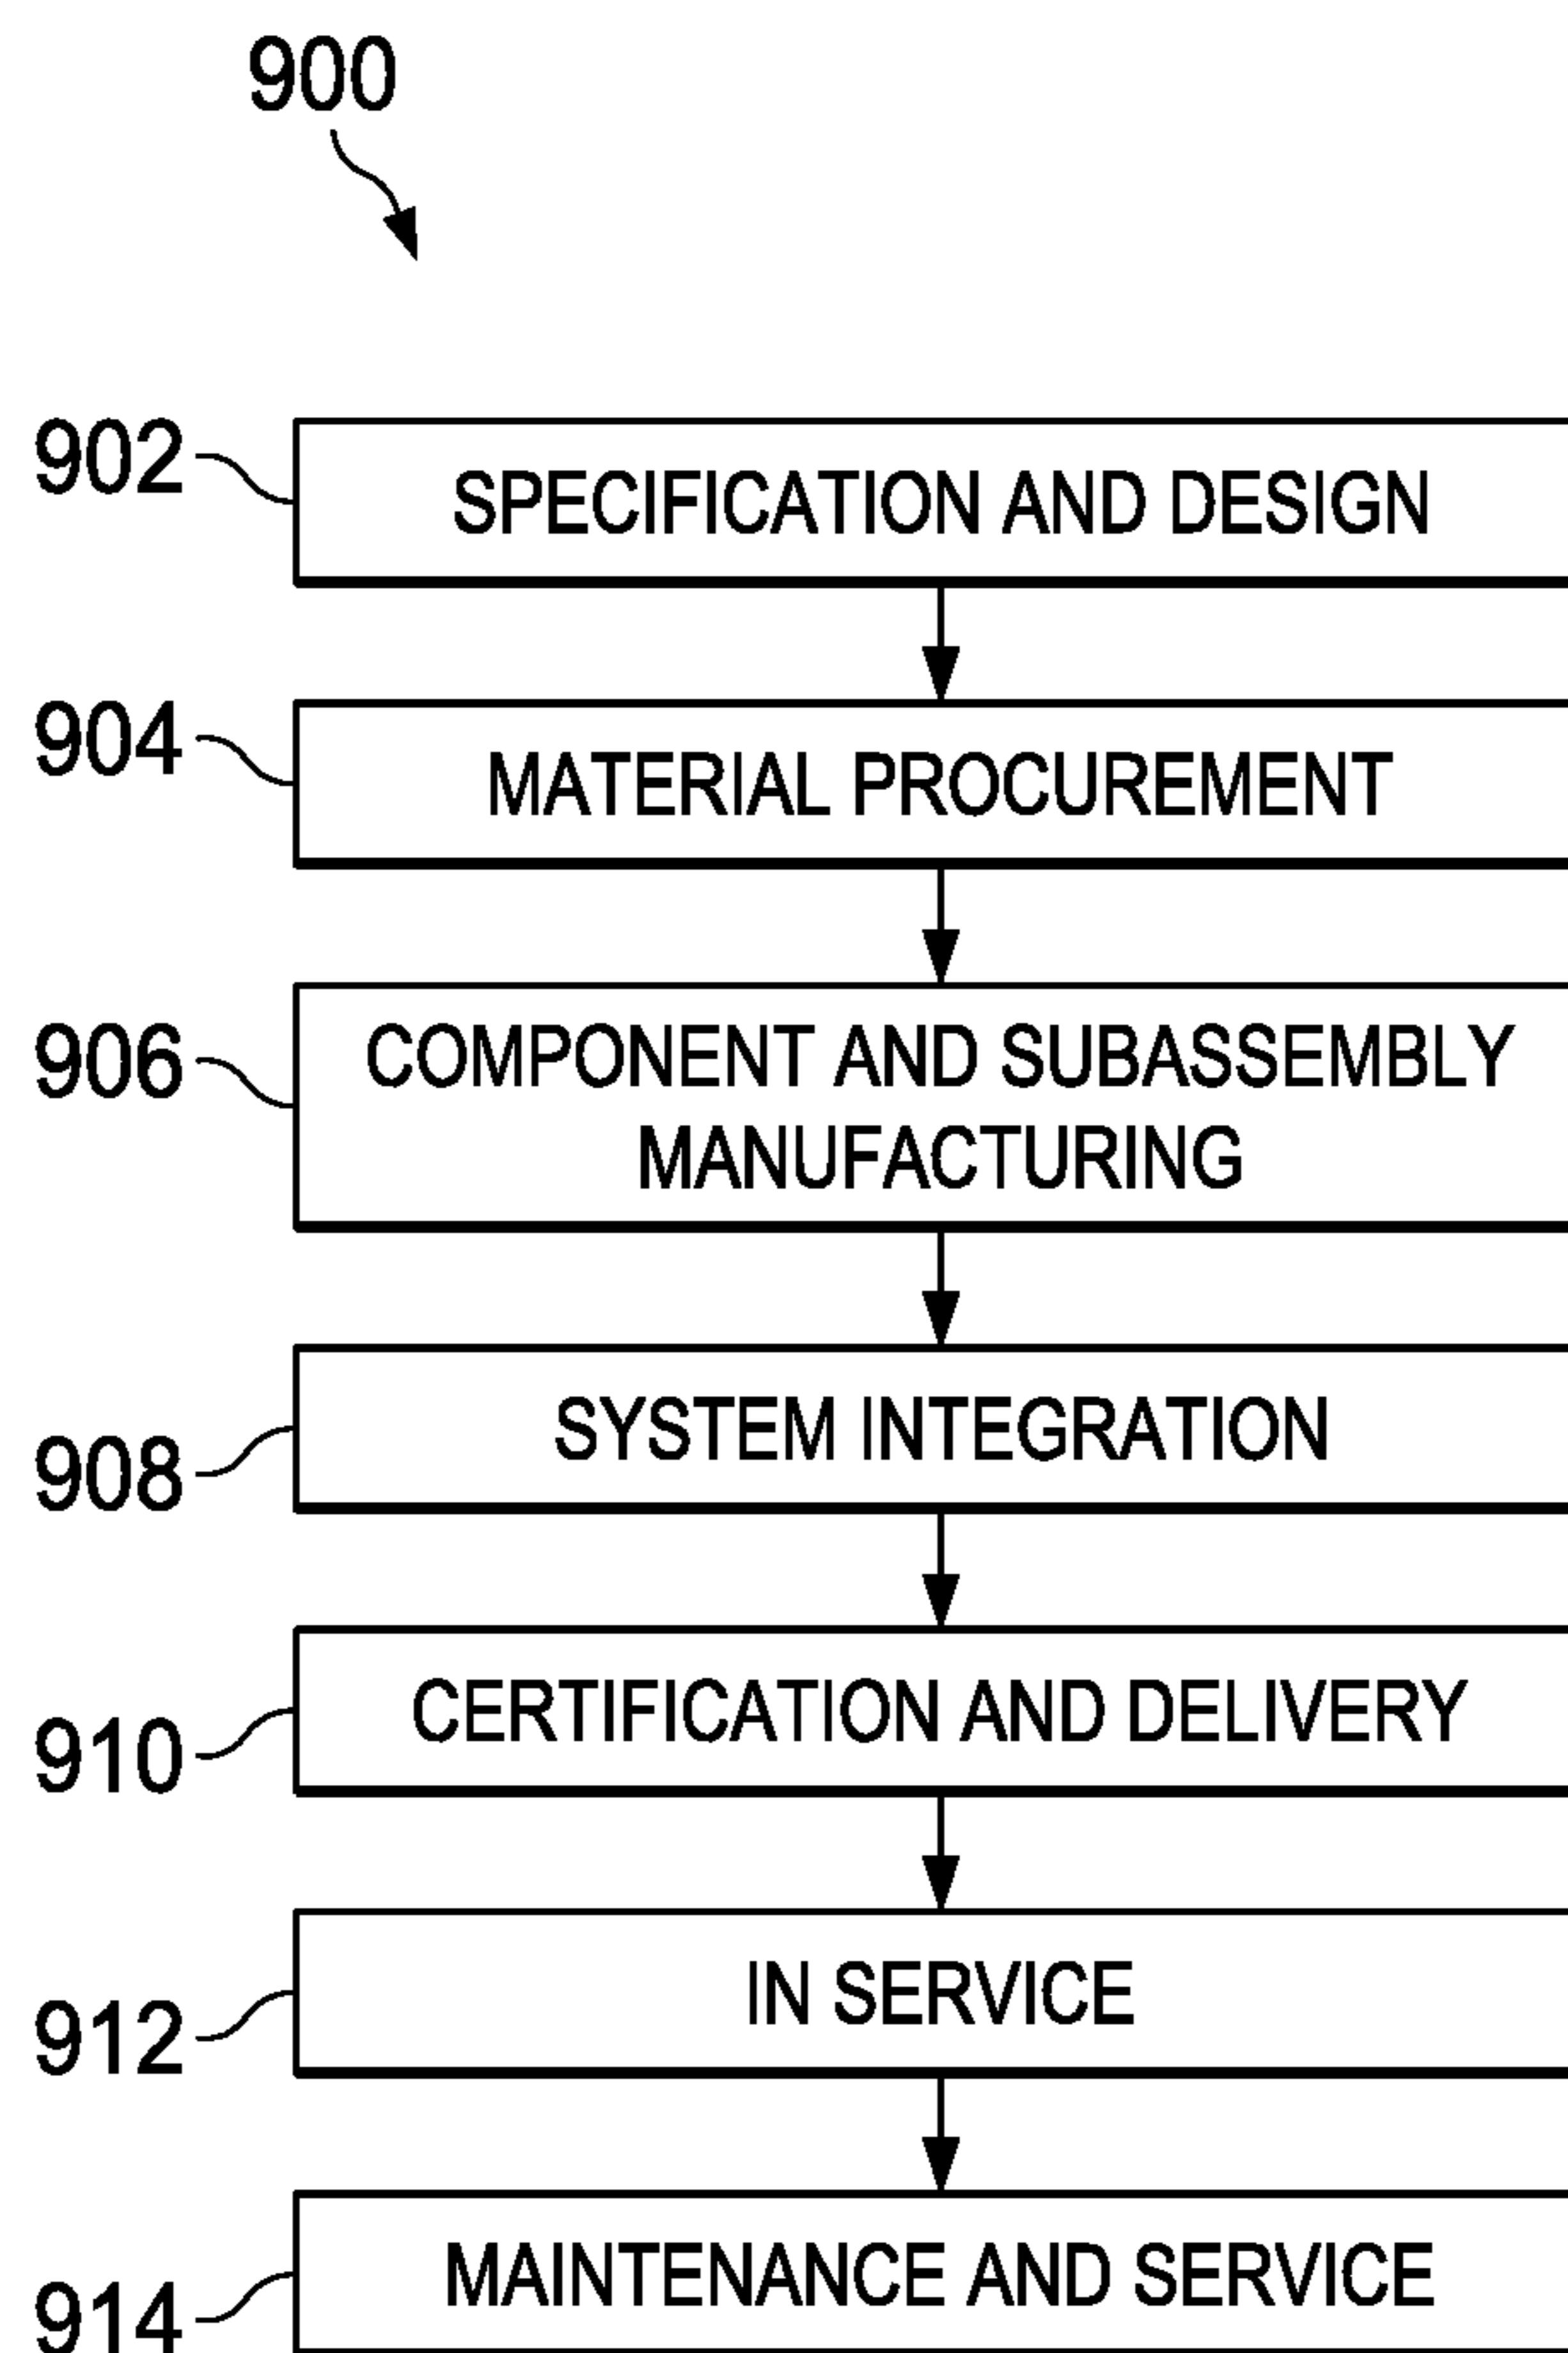 900
902
SPECIFICATION AND DESIGN
904
MATERIAL PROCUREMENT
906
COMPONENT AND SUBASSEMBLY
MANUFACTURING
908
SYSTEM INTEGRATION
910
CERTIFICATION AND DELIVERY
912
IN SERVICE
914
MAINTENANCE AND SERVICE